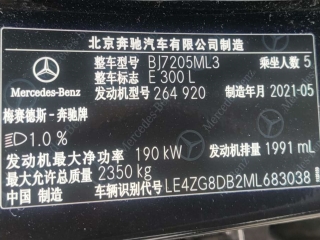 北京奔驰汽车有限公司制造
整车型号 BJ7205ML3 乘坐人数 5
整车标志 E 300 L
Mercedes-Benz 发动机型号 264 920 制造年月 2021-05
梅赛德斯-奔驰牌
1.0 %
发动机最大净功率 190 kW 发动机排量 1991 mL
最大允许总质量 2350 kg
中国 制造 车辆识别代号 LE4ZG8DB2ML683038